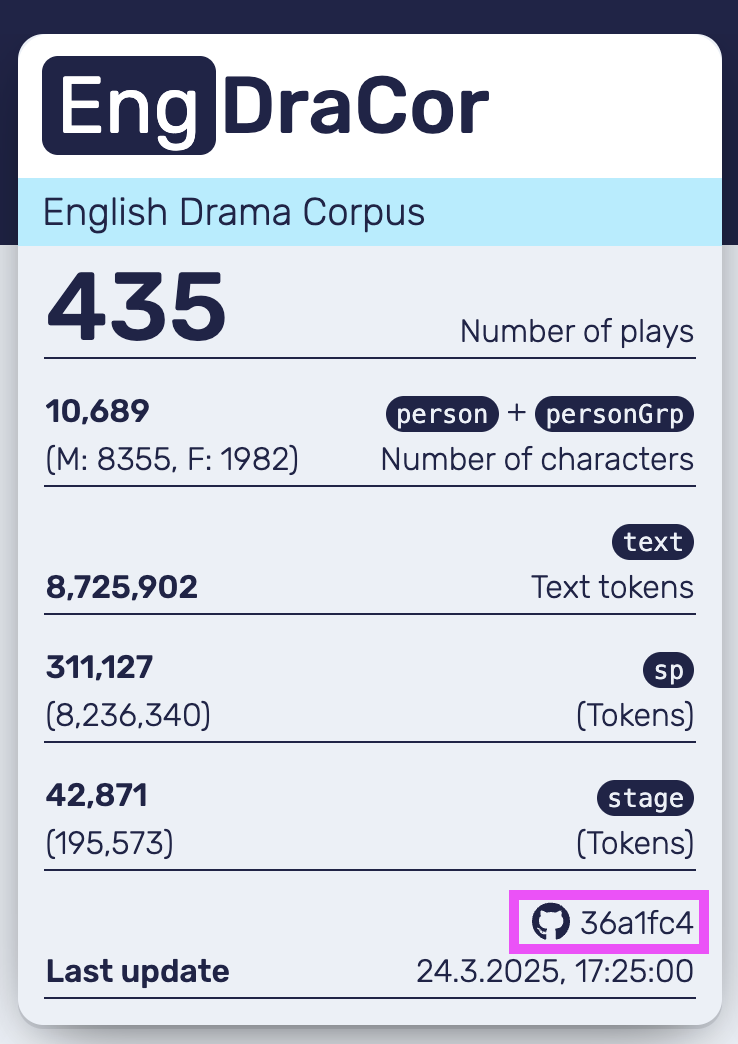 EngDraCor
English Drama Corpus
435 Number of plays
10,689 person + personGrp
(M: 8355, F: 1982) Number of characters
text
8,725,902 Text tokens
311,127 sp
(8,236,340) (Tokens)
42,871 stage
(195,573) (Tokens)
36a1fc4
Last update 24.3.2025, 17:25:00